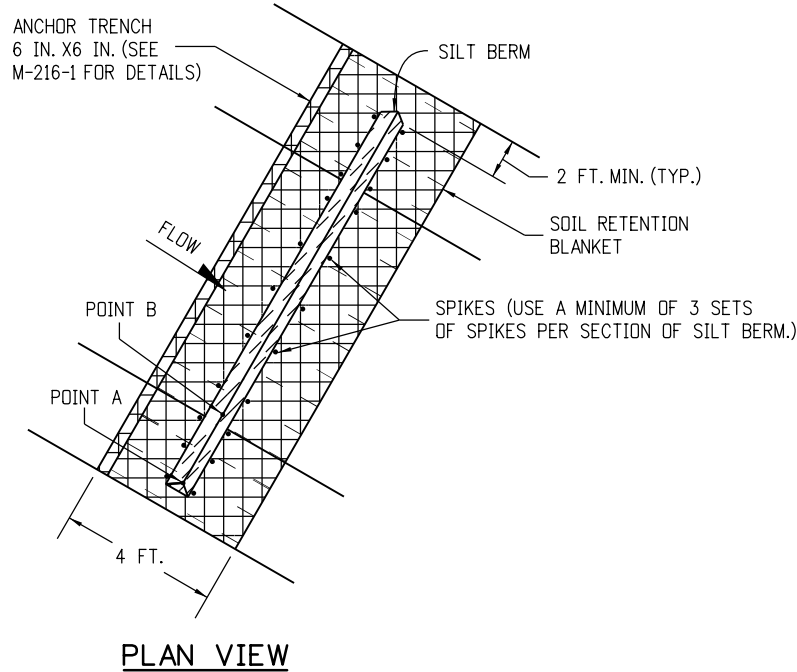 ANCHOR TRENCH
6 IN. X6 IN. (SEE
M-216-1 FOR DETAILS)
SILT BERM
2 FT. MIN. (TYP.)
SOIL RETENTION
BLANKET
FLOW
SPIKES (USE A MINIMUM OF 3 SETS
OF SPIKES PER SECTION OF SILT BERM.)
POINT B
POINT A
4 FT.
PLAN VIEW